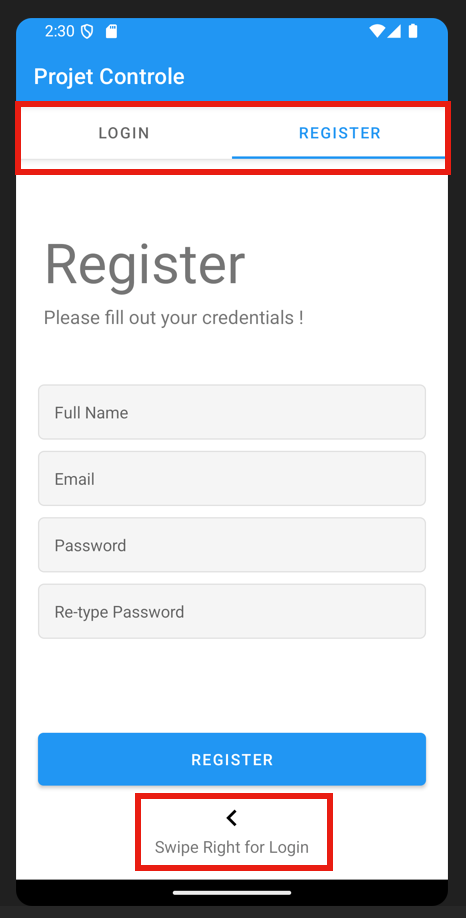 2:30
Projet Controle
LOGIN
REGISTER
Register
Please fill out your credentials !
Full Name
Email
Password
Re-type Password
REGISTER
Swipe Right for Login